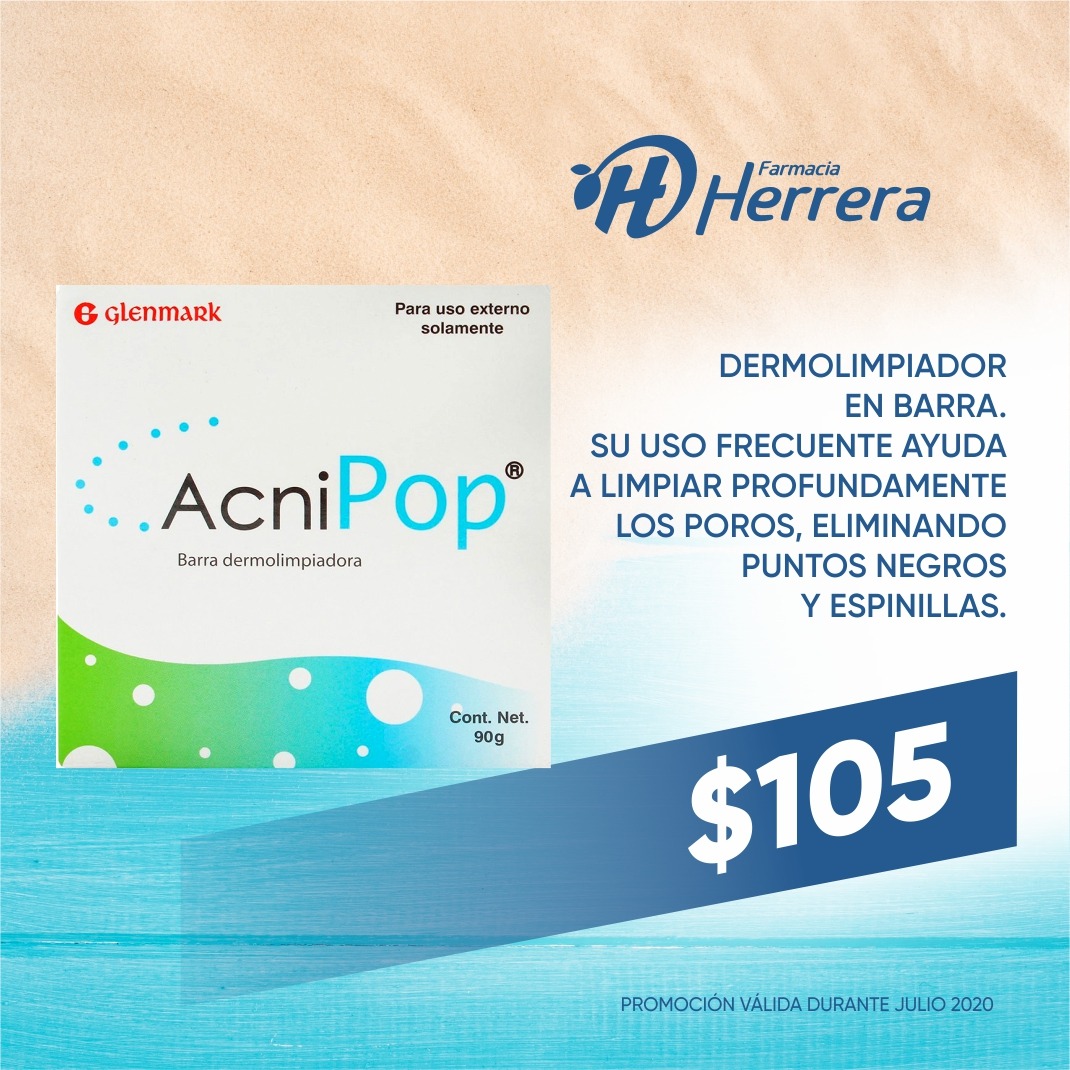 Farmacia
Herrera
Glenmark
Para uso externo
solamente
AcniPop®
Barra dermolimpiadora
Cont. Net.
90g
DERMOLIMPIADOR
EN BARRA.
SU USO FRECUENTE AYUDA
A LIMPIAR PROFUNDAMENTE
LOS POROS, ELIMINANDO
PUNTOS NEGROS
Y ESPINILLAS.
$105
PROMOCIÓN VÁLIDA DURANTE JULIO 2020